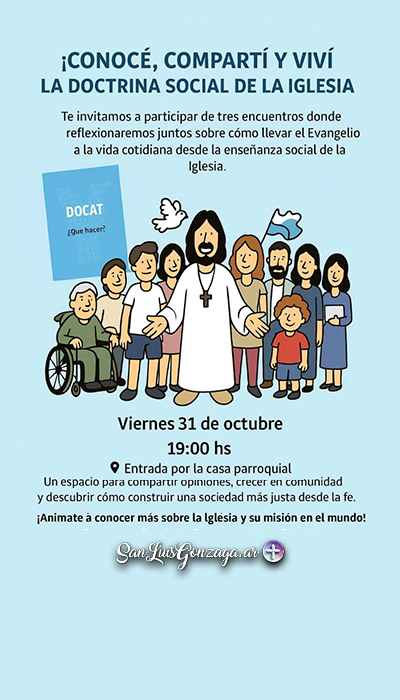 ¡CONOCÉ, COMPARTÍ Y VIVÍ
LA DOCTRINA SOCIAL DE LA IGLESIA
Te invitamos a participar de tres encuentros donde
reflexionaremos juntos sobre cómo llevar el Evangelio
a la vida cotidiana desde la enseñanza social de la
Iglesia.
DOCAT
¿Que hacer?
Viernes 31 de octubre
19:00 hs
Entrada por la casa parroquial
Un espacio para compartir opiniones, crecer en comunidad
y descubrir cómo construir una sociedad más justa desde la fe.
¡Animate a conocer más sobre la Iglesia y su misión en el mundo!
SanLuisGonzaga.ar